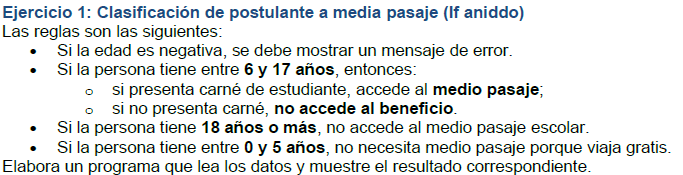 Ejercicio 1: Clasificación de postulante a media pasaje (If aniddo)
Las reglas son las siguientes:
• Si la edad es negativa, se debe mostrar un mensaje de error.
• Si la persona tiene entre 6 y 17 años, entonces:
o si presenta carné de estudiante, accede al medio pasaje;
o si no presenta carné, no accede al beneficio.
• Si la persona tiene 18 años o más, no accede al medio pasaje escolar.
• Si la persona tiene entre 0 y 5 años, no necesita medio pasaje porque viaja gratis.
Elabora un programa que lea los datos y muestre el resultado correspondiente.